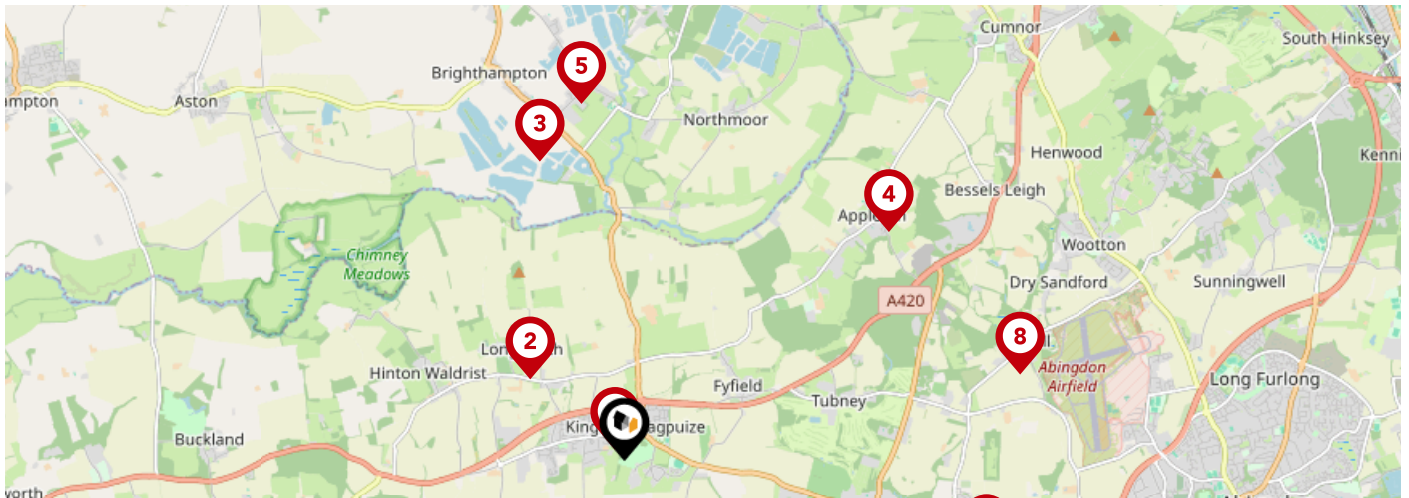 Cumnor
South Hinksey
5
Brighthampton
Aston
3
Northmoor
Henwood
4
Bessels Leigh
Wootton
Chimney
Meadows
Dry Sandford
Sunningwell
A420
8
2
Hinton Waldrist
Abingdon
Airfield
Long Furlong
Fyfield
Tubney
Buckland